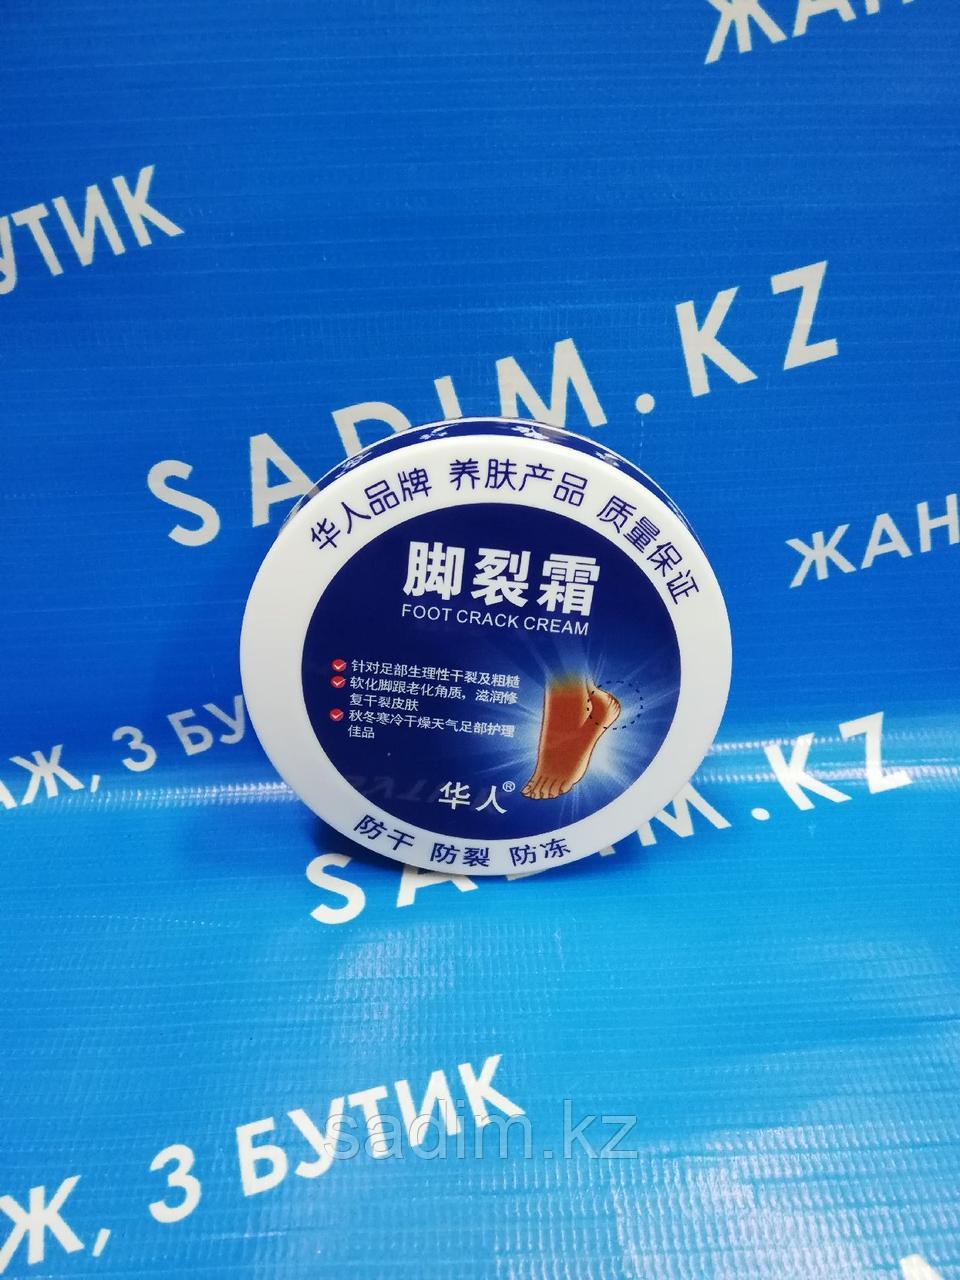 ЖАН
БУТИК
SADIM.KZ
ЖАН
华人品牌 养肤产品 质量保证
脚裂霜
FOOT CRACK CREAM
针对足部生理性干裂及粗糙
软化脚跟老化角质，滋润修
复干裂皮肤
秋冬寒冷干燥天气足部护理
佳品
华人®
防干 防裂 防冻
АЖ, 3 БУТИК
SADIM.KZ
АЖ, 3 БУТИК
sadim.kz